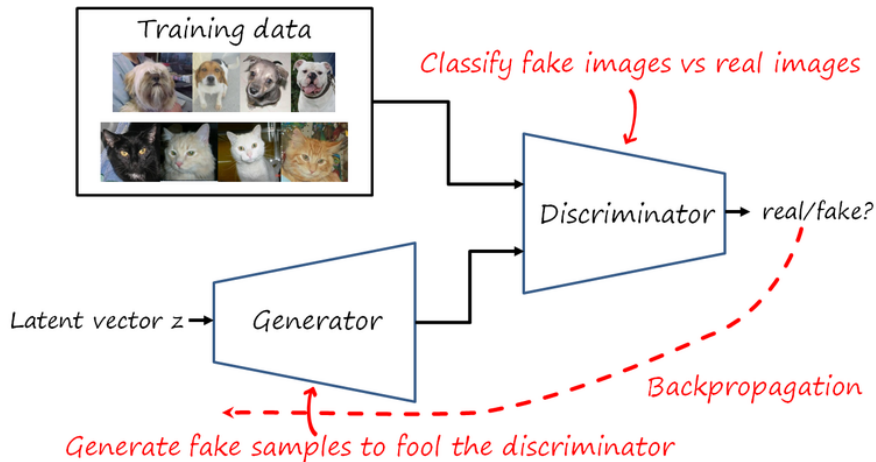 Training data
Classify fake images vs real images
Discriminator
real/fake?
Latent vector z
Generator
Backpropagation
Generate fake samples to fool the discriminator